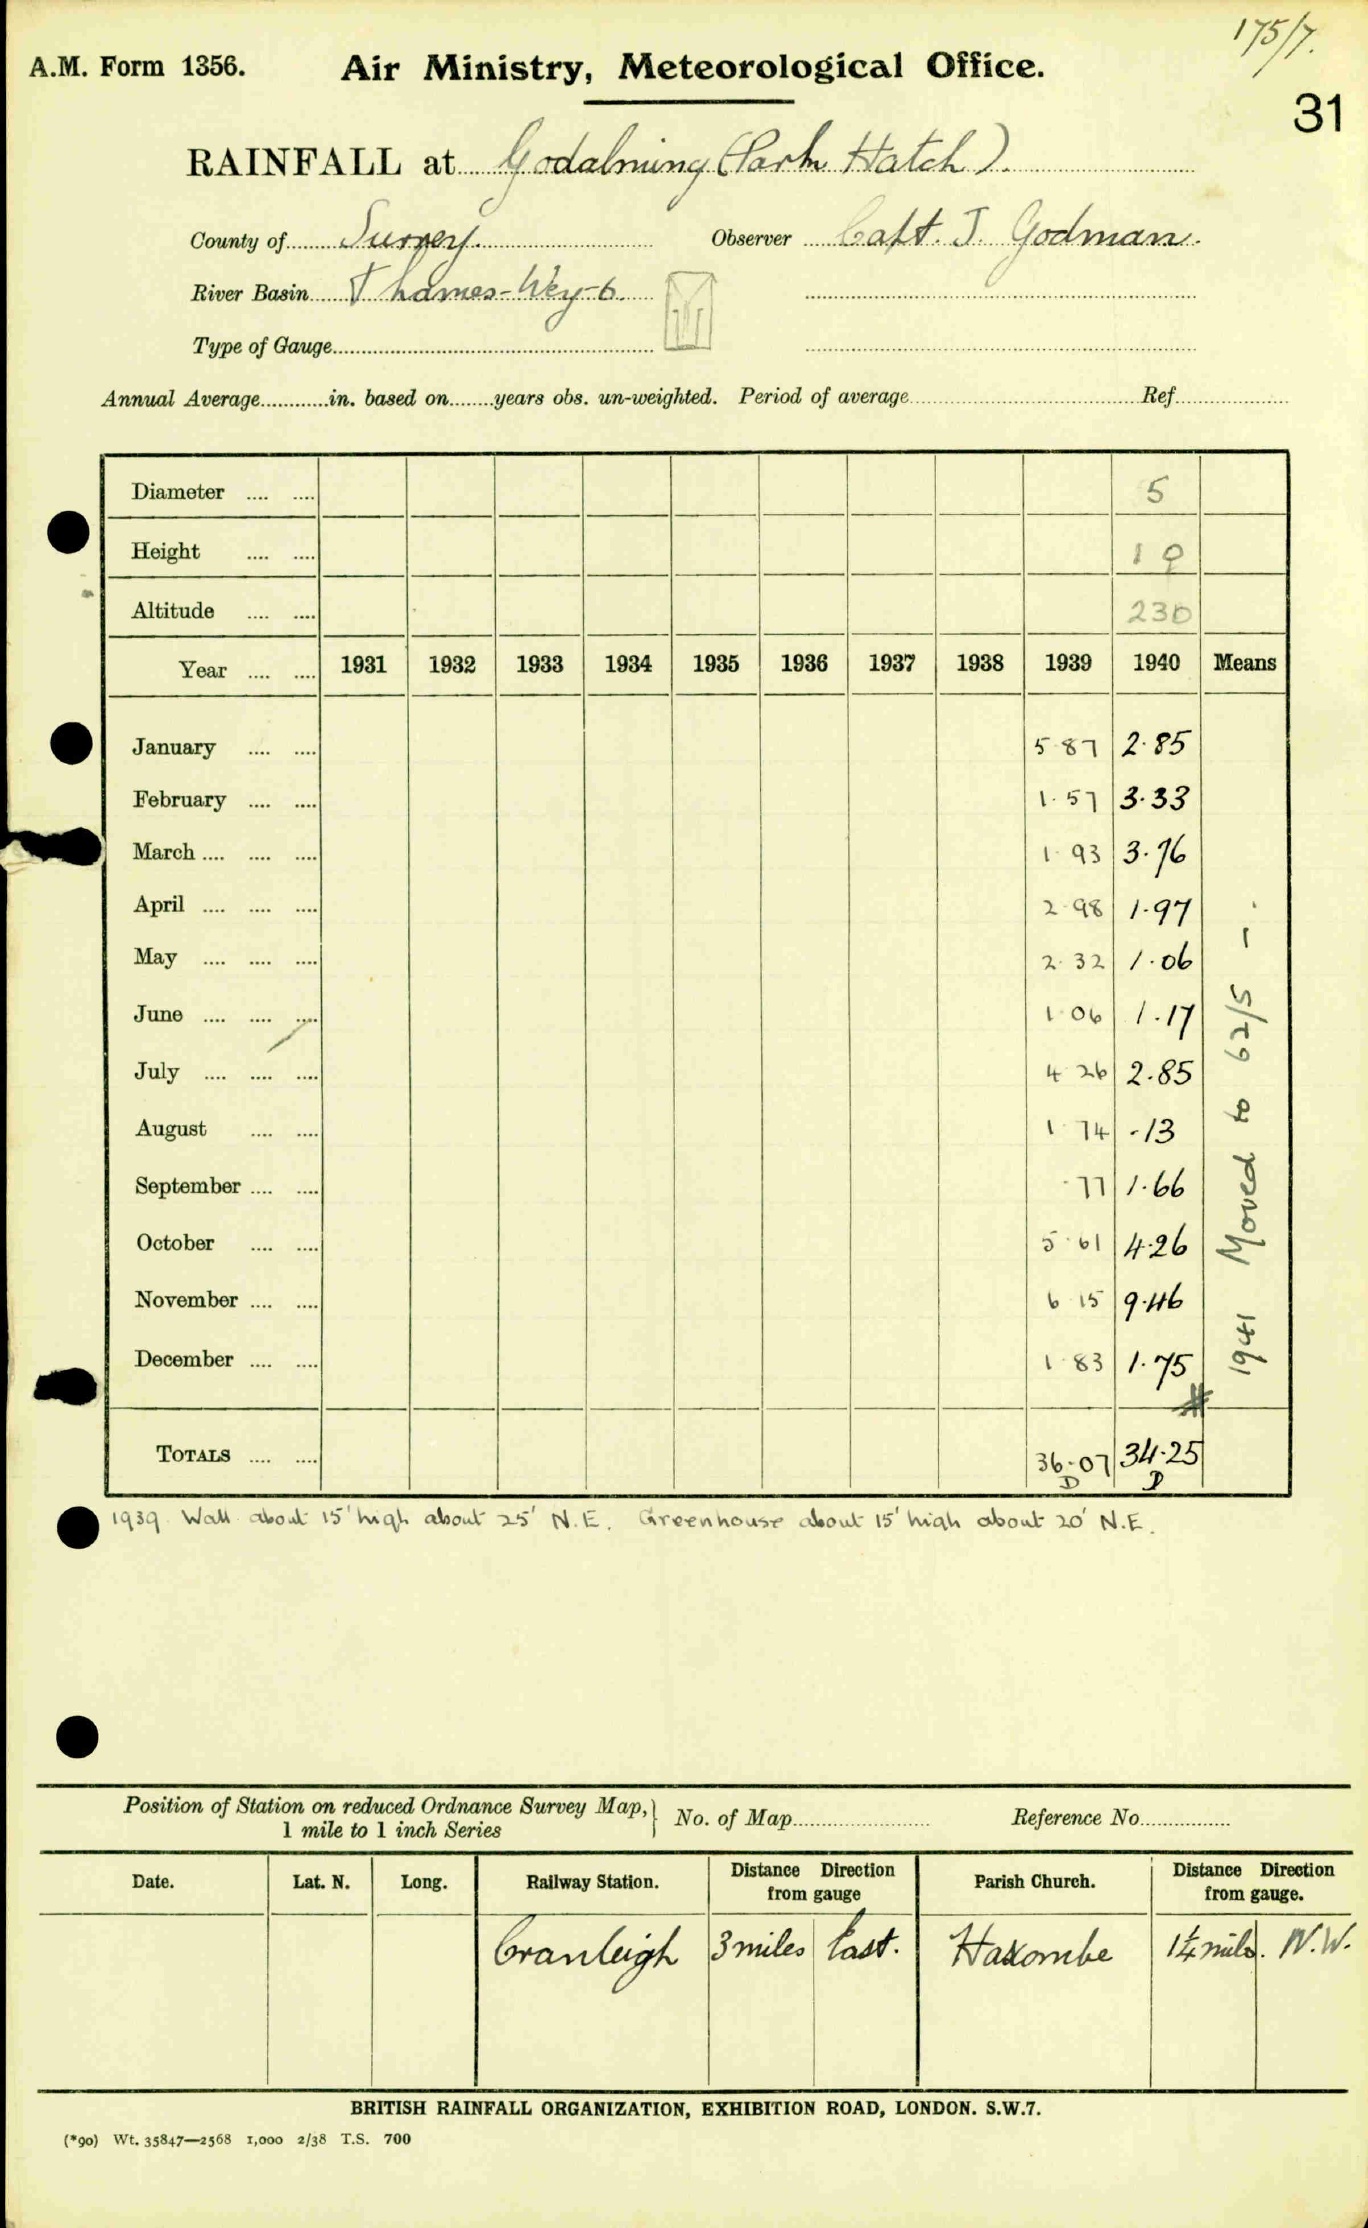 175/7.
A.M. Form 1356. Air Ministry, Meteorological Office.
31
RAINFALL at Godalming (Park Hatch).
County of Surrey. Observer Capt. J. Godman.
River Basin Thames-Wey-6.
Type of Gauge
Annual Average in. based on years obs. un-weighted. Period of average Ref.
Diameter 5
Height 1 0
Altitude 230
Year 1931 1932 1933 1934 1935 1936 1937 1938 1939 1940 Means
January 5.87 2.85
February 1.57 3.33
March 1.93 3.76
April 2.98 1.97
May 2.32 1.06
June 1.06 1.17
July 4.26 2.85
August 1.74 .13
September .77 1.66
October 5.61 4.26
November 6.15 9.46
December 1.83 1.75
#
TOTALS 36.07 34.25
D D
1941 Moved to 62/5 -.
1939 Wall about 15' high about 25' N.E. Greenhouse about 15' high about 20' N.E.
Position of Station on reduced Ordnance Survey Map, 1 mile to 1 inch Series } No. of Map Reference No.
Date. Lat. N. Long. Railway Station. Distance Direction from gauge Parish Church. Distance Direction from gauge.
Cranleigh 3 miles East. Hascombe 1¼ mile. N.W.
BRITISH RAINFALL ORGANIZATION, EXHIBITION ROAD, LONDON. S.W.7.
(*90) Wt. 35847—2568 1,000 2/38 T.S. 700